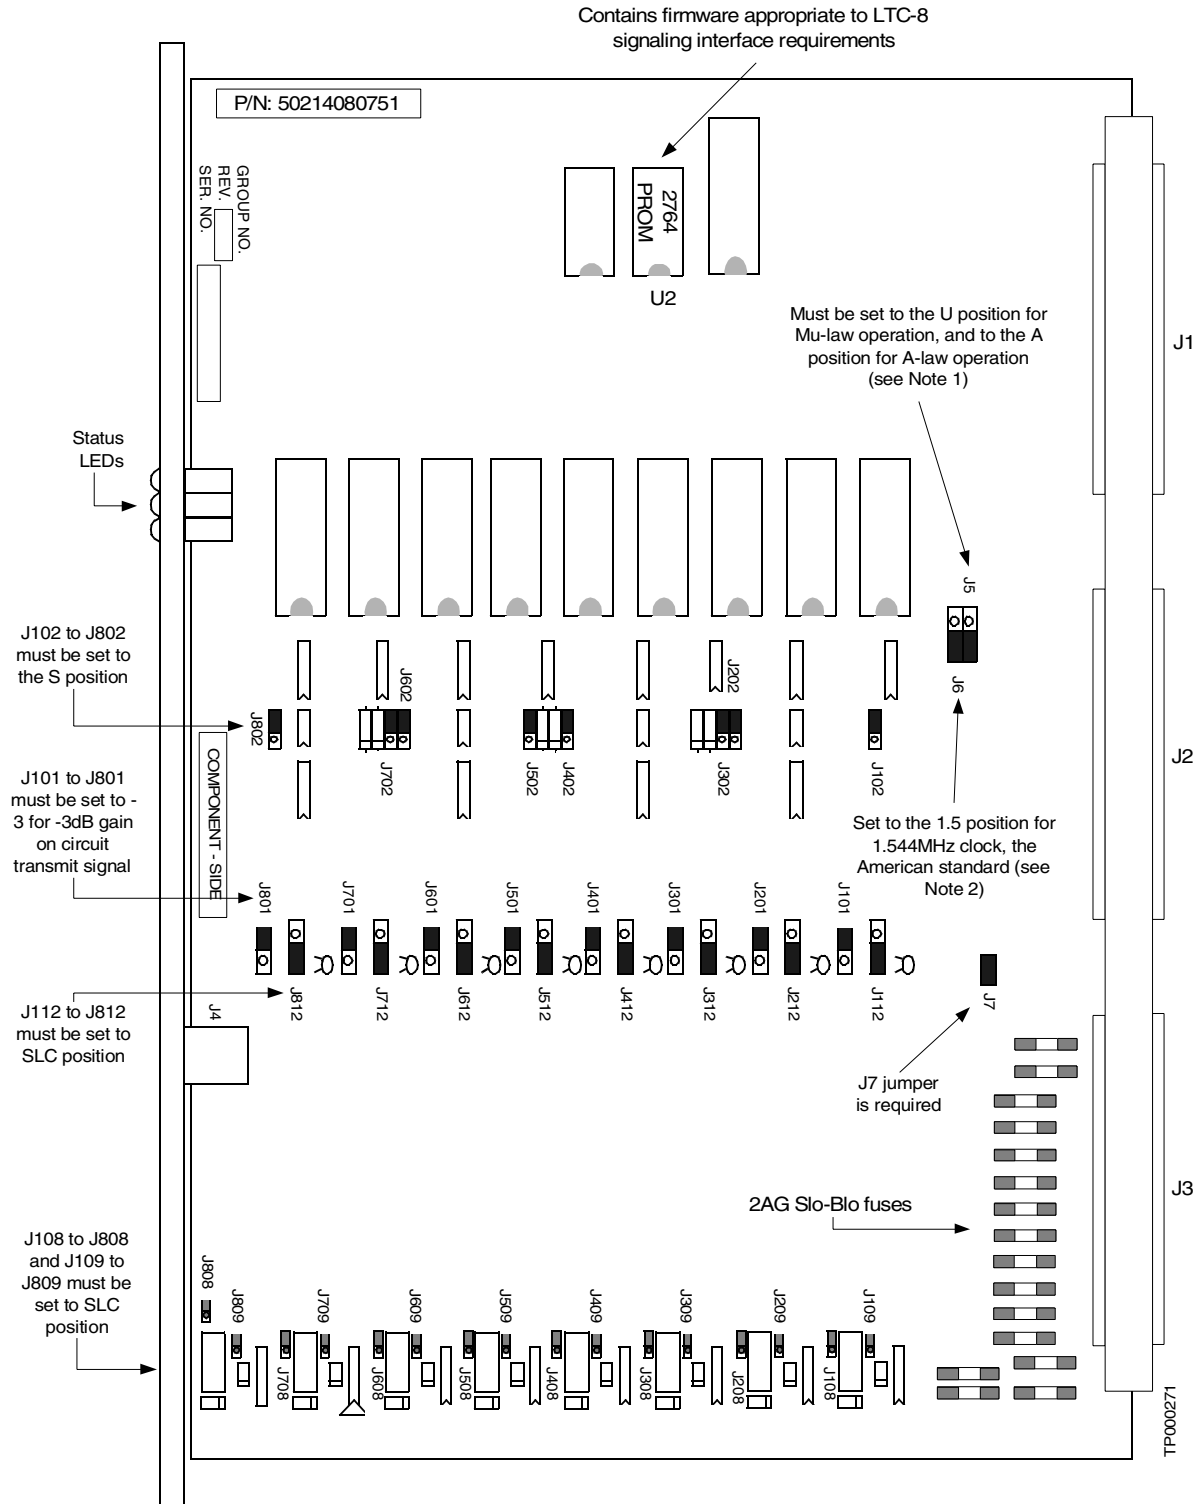 Contains firmware appropriate to LTC-8
signaling interface requirements
P/N: 50214080751
GROUP NO.
REV.
SER. NO.
2764
PROM
U2
Must be set to the U position for
Mu-law operation, and to the A
position for A-law operation
(see Note 1)
J1
Status
LEDs
J5
J102 to J802
must be set to
the S position
J602
J202
J6
J802
J702
J502
J402
J302
J102
J2
COMPONENT - SIDE
J101 to J801
must be set to -
3 for -3dB gain
on circuit
transmit signal
Set to the 1.5 position for
1.544MHz clock, the
American standard (see
Note 2)
J801
J701
J601
J501
J401
J301
J201
J101
J812
J712
J612
J512
J412
J312
J212
J112
J7
J112 to J812
must be set to
SLC position
J4
J7 jumper
is required
2AG Slo-Blo fuses
J3
J108 to J808
and J109 to
J809 must be
set to SLC
position
J808
J809
J709
J609
J509
J409
J309
J209
J109
J708
J608
J508
J408
J308
J208
J108
TP000271